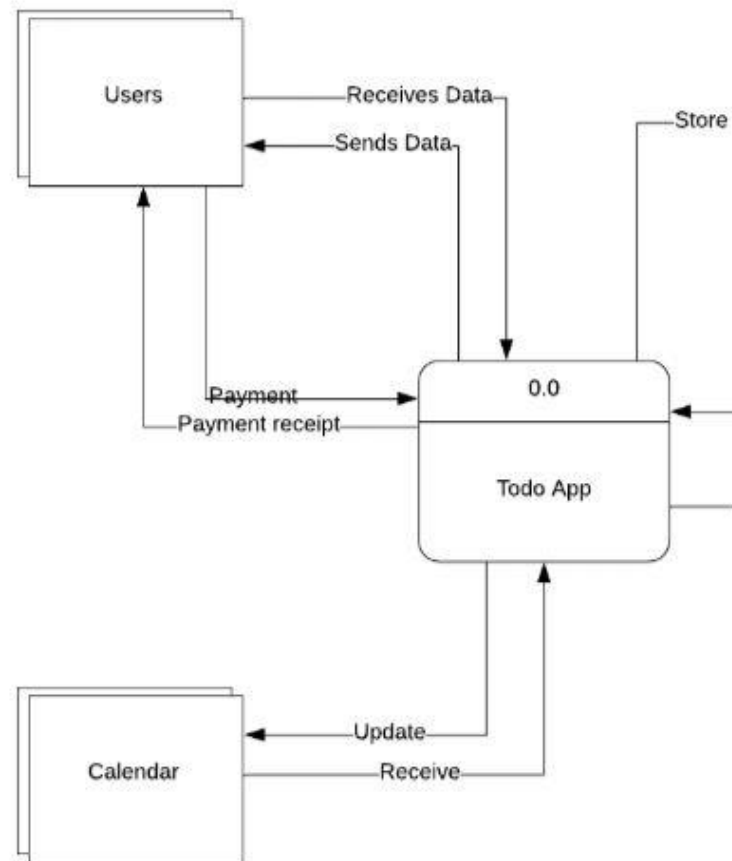 Users
Receives Data
Sends Data
Store
Payment
Payment receipt
0.0
Todo App
Update
Calendar
Receive